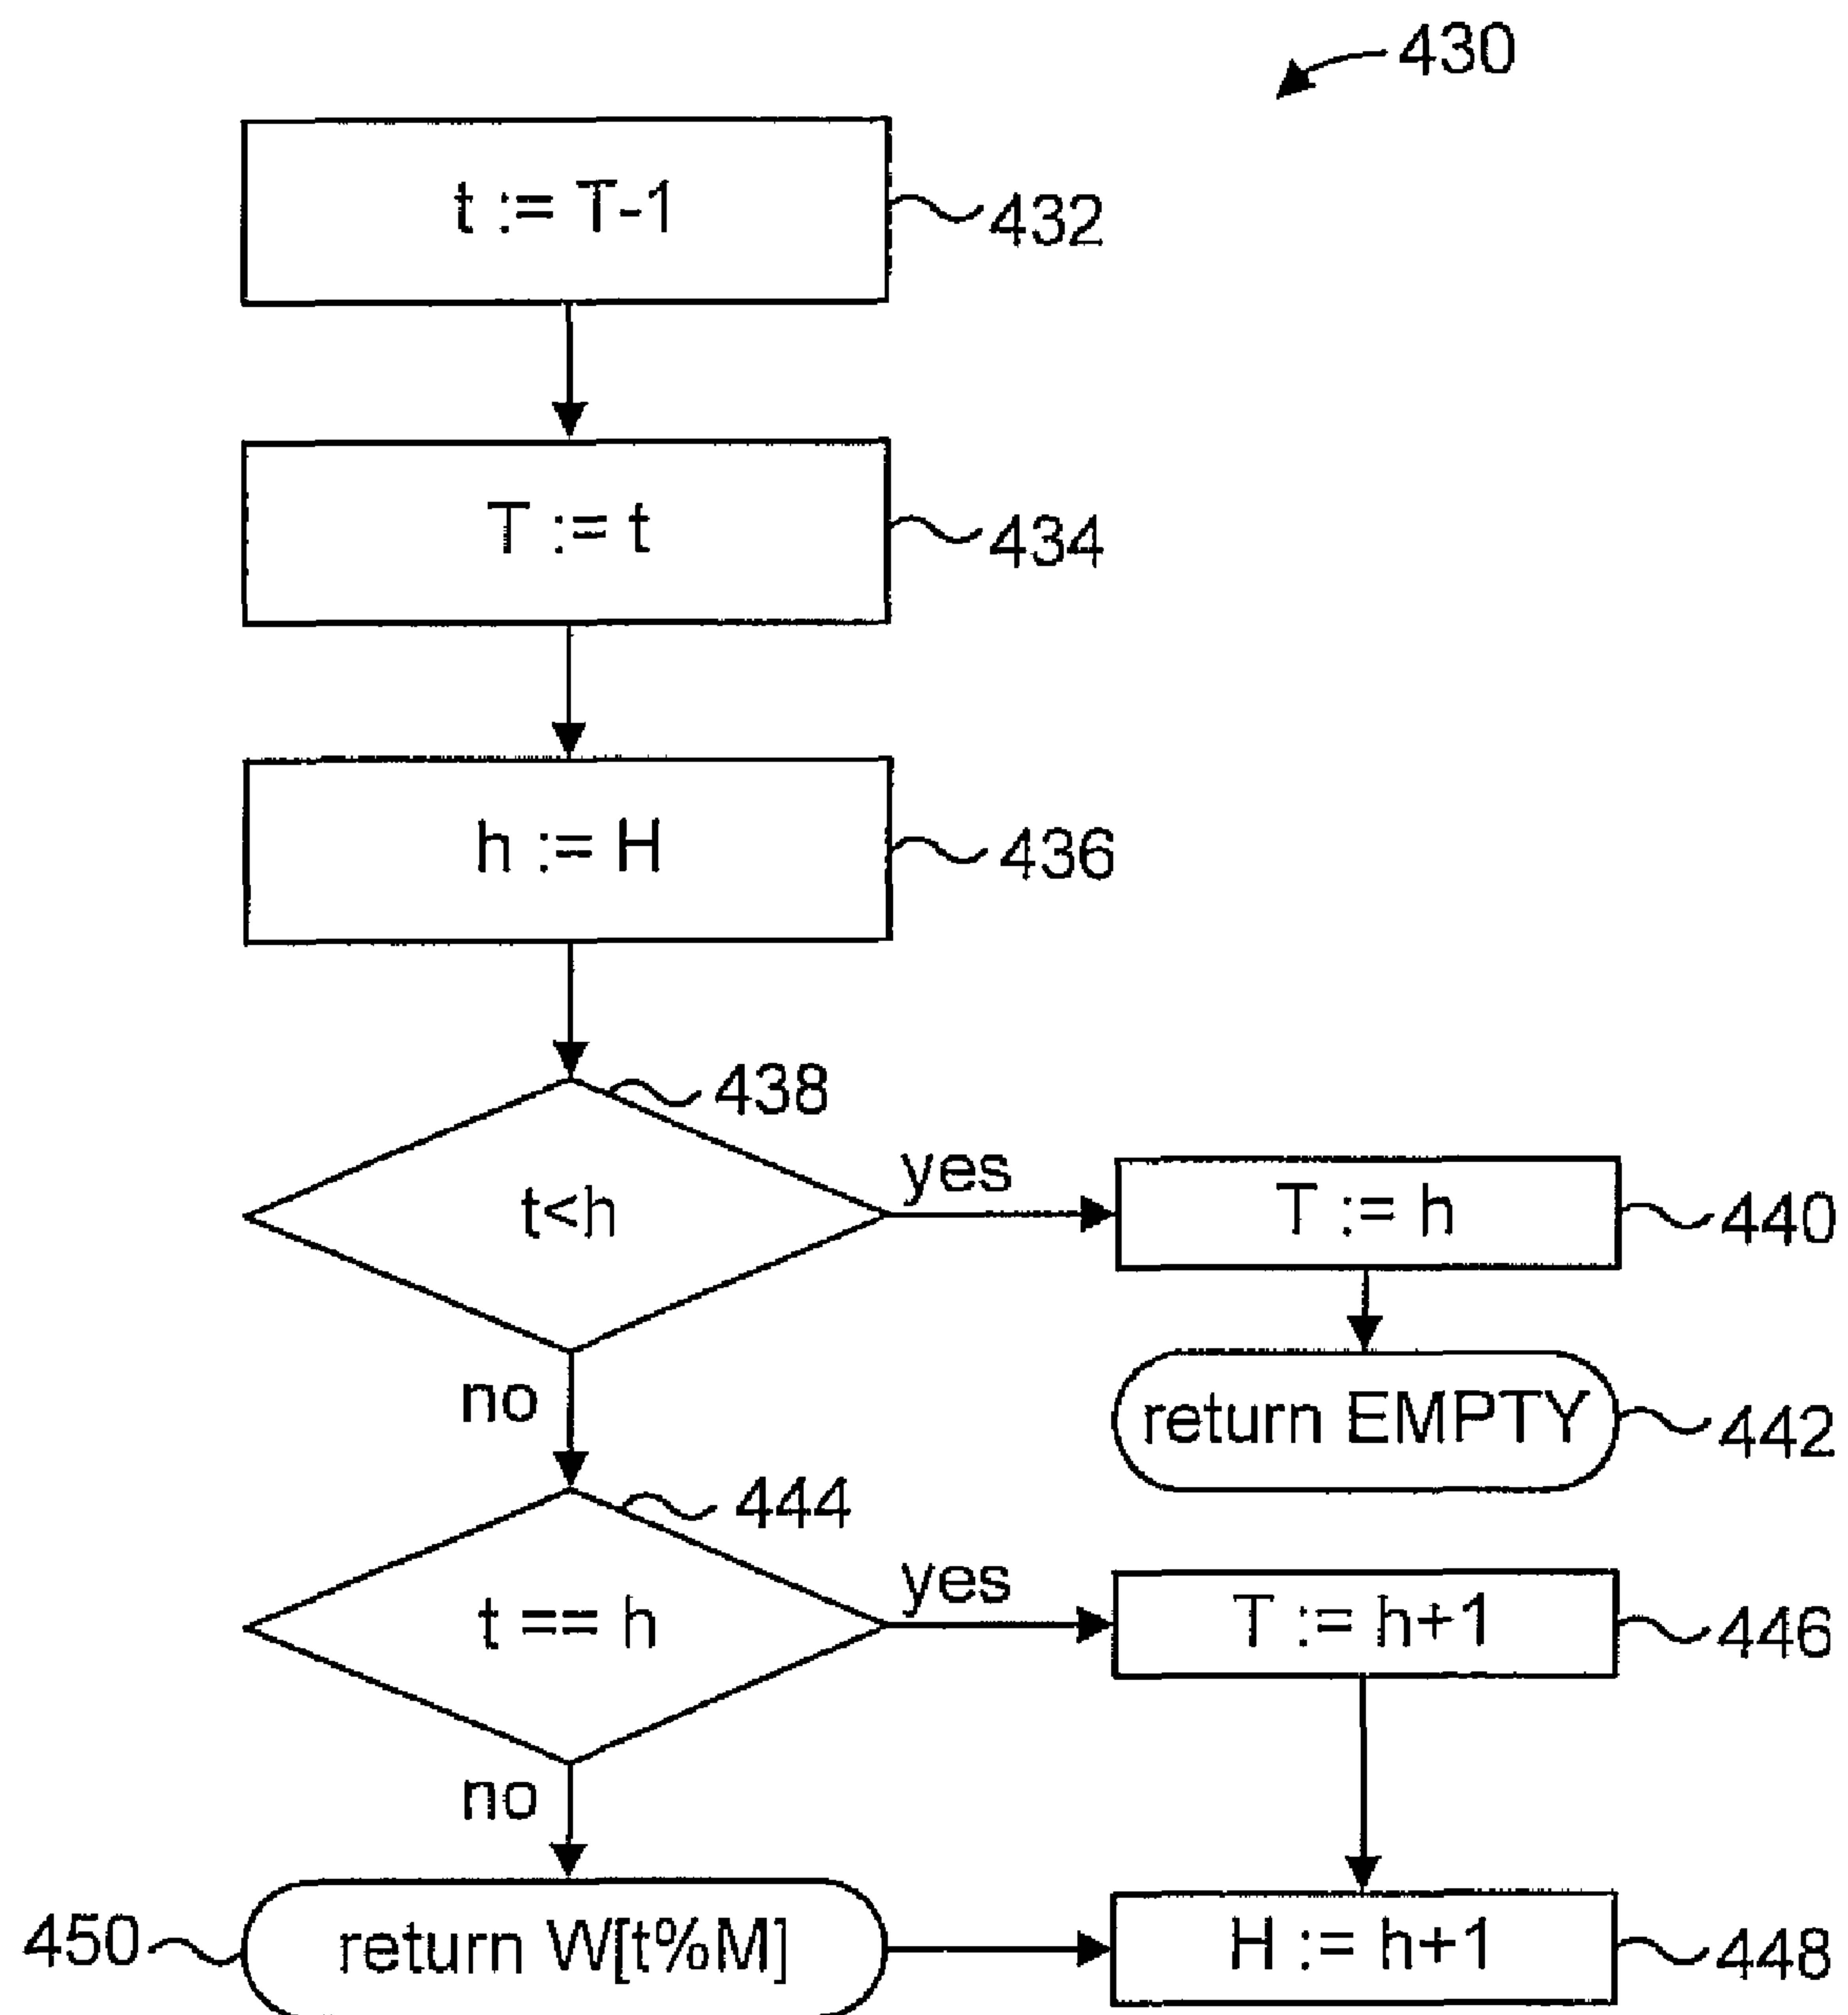 430
t := T-1
432
T := t
434
h := H
436
438
t<h
yes
T := h
440
no
return EMPTY
442
444
t == h
yes
T := h+1
446
no
450
return W[t%M]
H := h+1
448